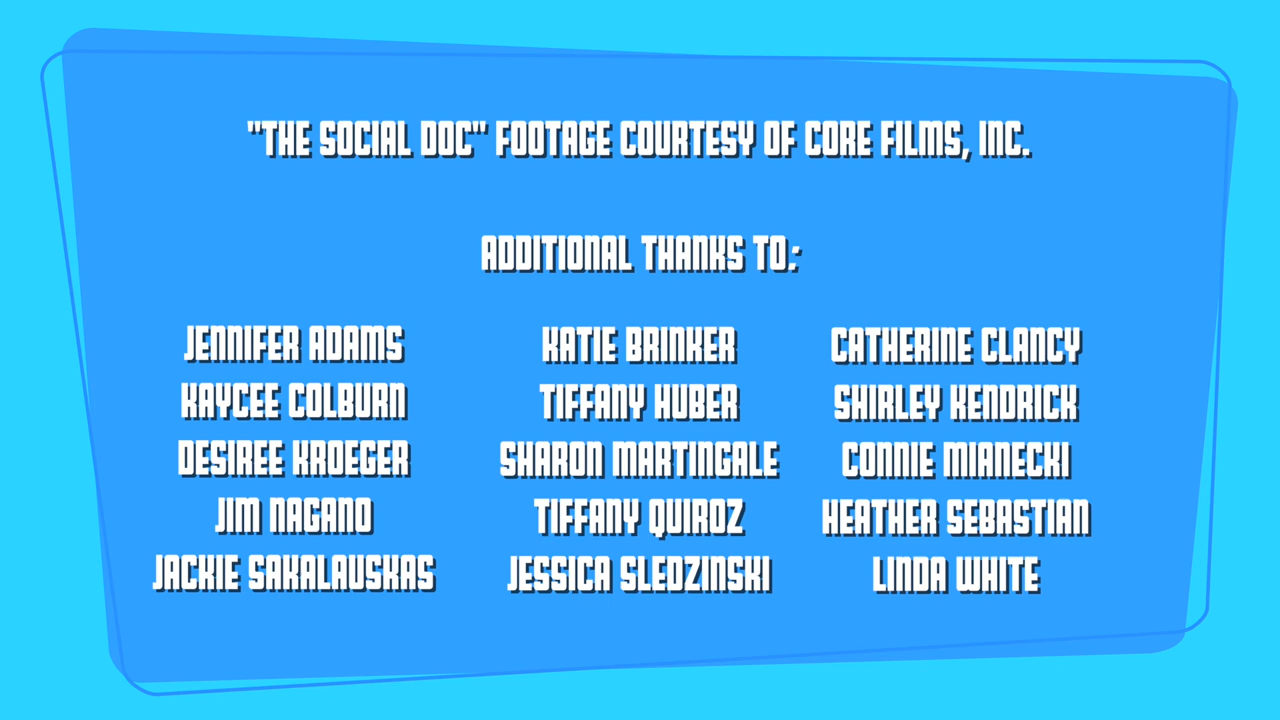 "THE SOCIAL DOC" FOOTAGE COURTESY OF CORE FILMS, INC.
ADDITIONAL THANKS TO:
JENNIFER ADAMS KATIE BRINKER CATHERINE CLANCY
KAYCEE COLBURN TIFFANY HUBER SHIRLEY KENDRICK
DESIREE KROEGER SHARON MARTINGALE CONNIE MIANECKI
JIM NAGANO TIFFANY QUIROZ HEATHER SEBASTIAN
JACKIE SAKALAUSKAS JESSICA SLEDZINSKI LINDA WHITE